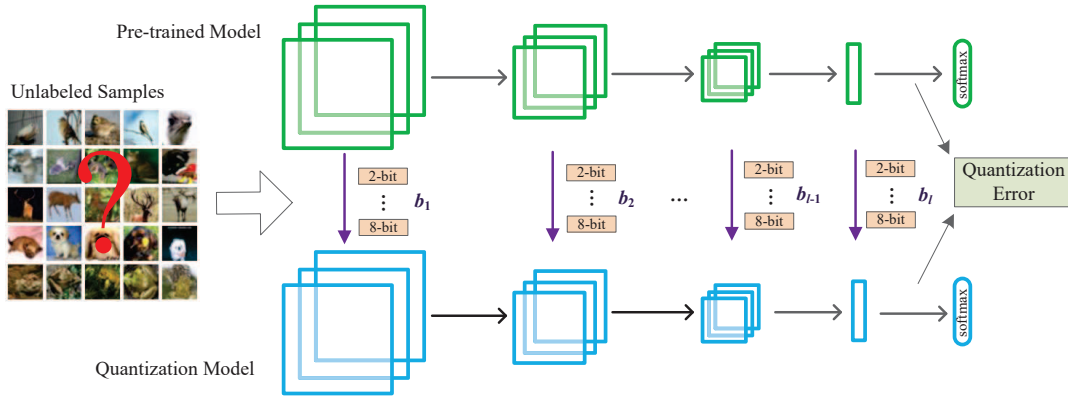 Pre-trained Model
Unlabeled Samples
?
softmax
2-bit
⋮
8-bit
b1
2-bit
⋮
8-bit
b2
...
2-bit
⋮
8-bit
bl-1
2-bit
⋮
8-bit
bl
Quantization
Error
softmax
Quantization Model